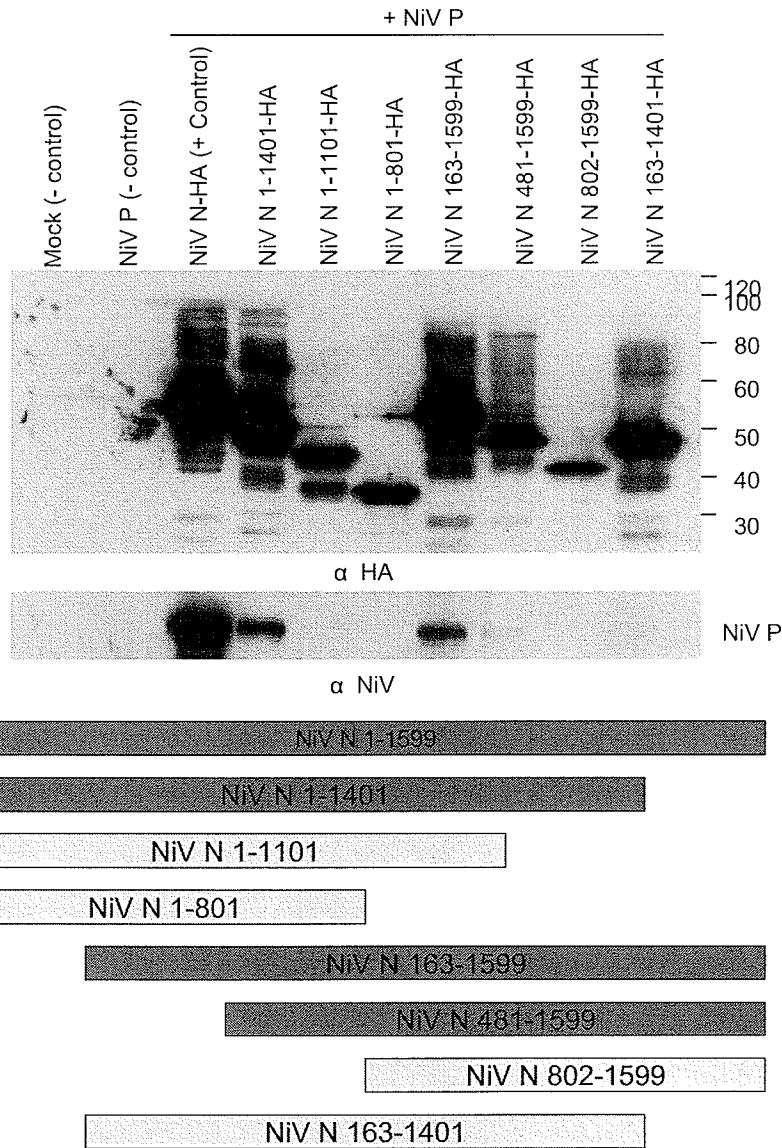 + NiV P
Mock (- control)
NiV P (- control)
NiV N-HA (+ Control)
NiV N 1-1401-HA
NiV N 1-1101-HA
NiV N 1-801-HA
NiV N 163-1599-HA
NiV N 481-1599-HA
NiV N 802-1599-HA
NiV N 163-1401-HA
120
100
80
60
50
40
30
α HA
NiV P
α NiV
NiV N 1-1599
NiV N 1-1401
NiV N 1-1101
NiV N 1-801
NiV N 163-1599
NiV N 481-1599
NiV N 802-1599
NiV N 163-1401